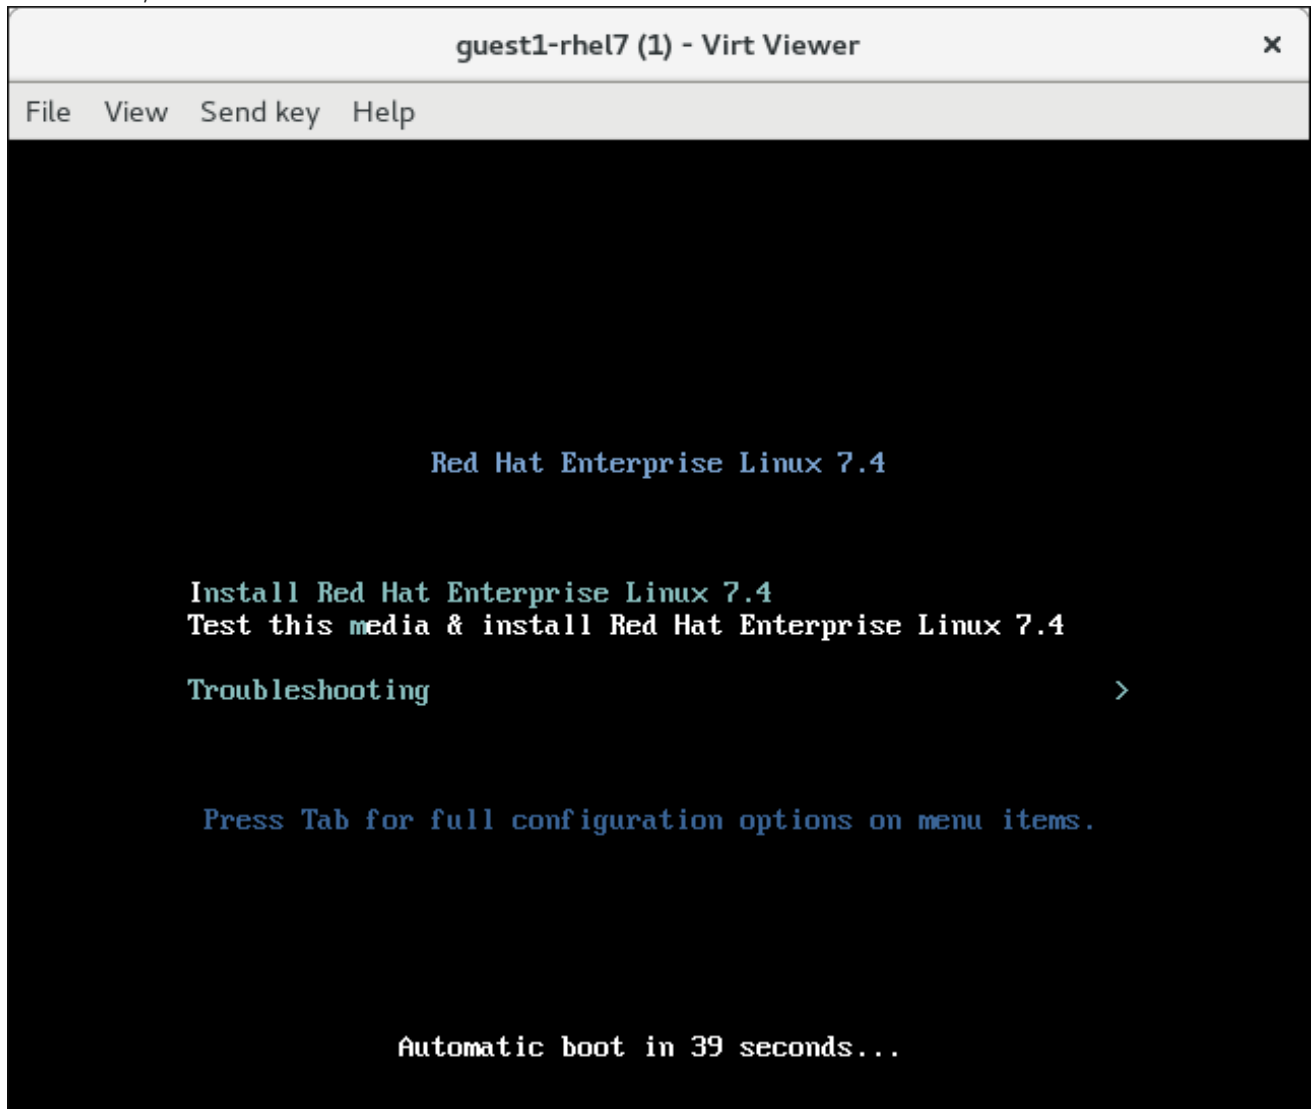 guest1-rhel7 (1) - Virt Viewer ×
File View Send key Help
Red Hat Enterprise Linux 7.4
Install Red Hat Enterprise Linux 7.4
Test this media & install Red Hat Enterprise Linux 7.4
Troubleshooting >
Press Tab for full configuration options on menu items.
Automatic boot in 39 seconds...